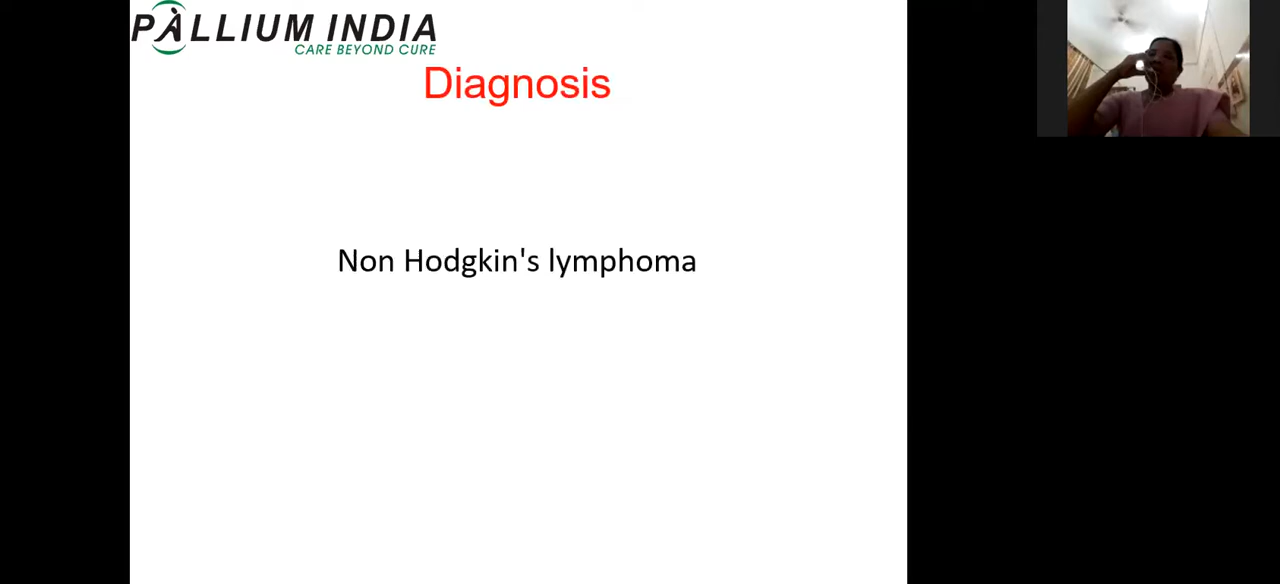 PALLIUM INDIA
CARE BEYOND CURE
Diagnosis
Non Hodgkin's lymphoma